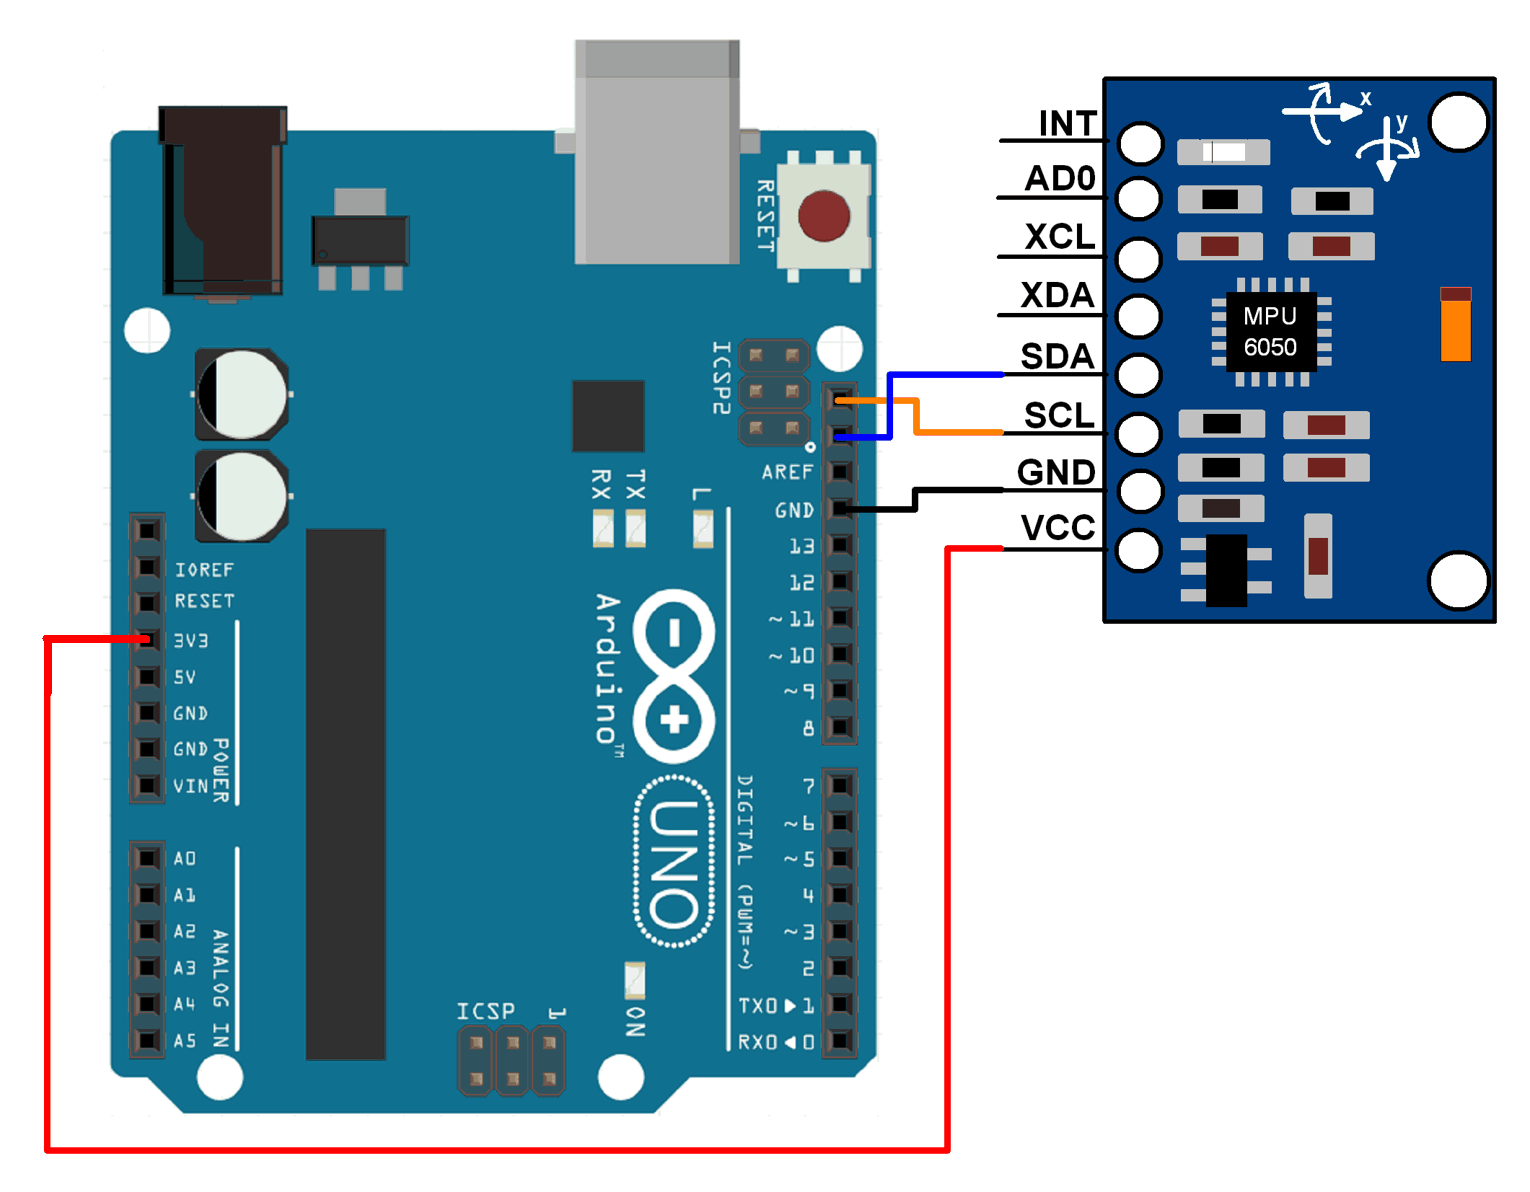 RESET
ICSP2
AREF
GND
13
12
~11
~10
~9
8
7
~6
~5
4
~3
2
TX0 ▶ 1
RX0 ◀ 0
DIGITAL (PWM=~)
RX
TX
L
Arduino™
UNO
ON
ICSP
1
IOREF
RESET
3V3
5V
GND
GND
VIN
POWER
A0
A1
A2
A3
A4
A5
ANALOG IN
INT
AD0
XCL
XDA
SDA
SCL
GND
VCC
x
y
MPU
6050